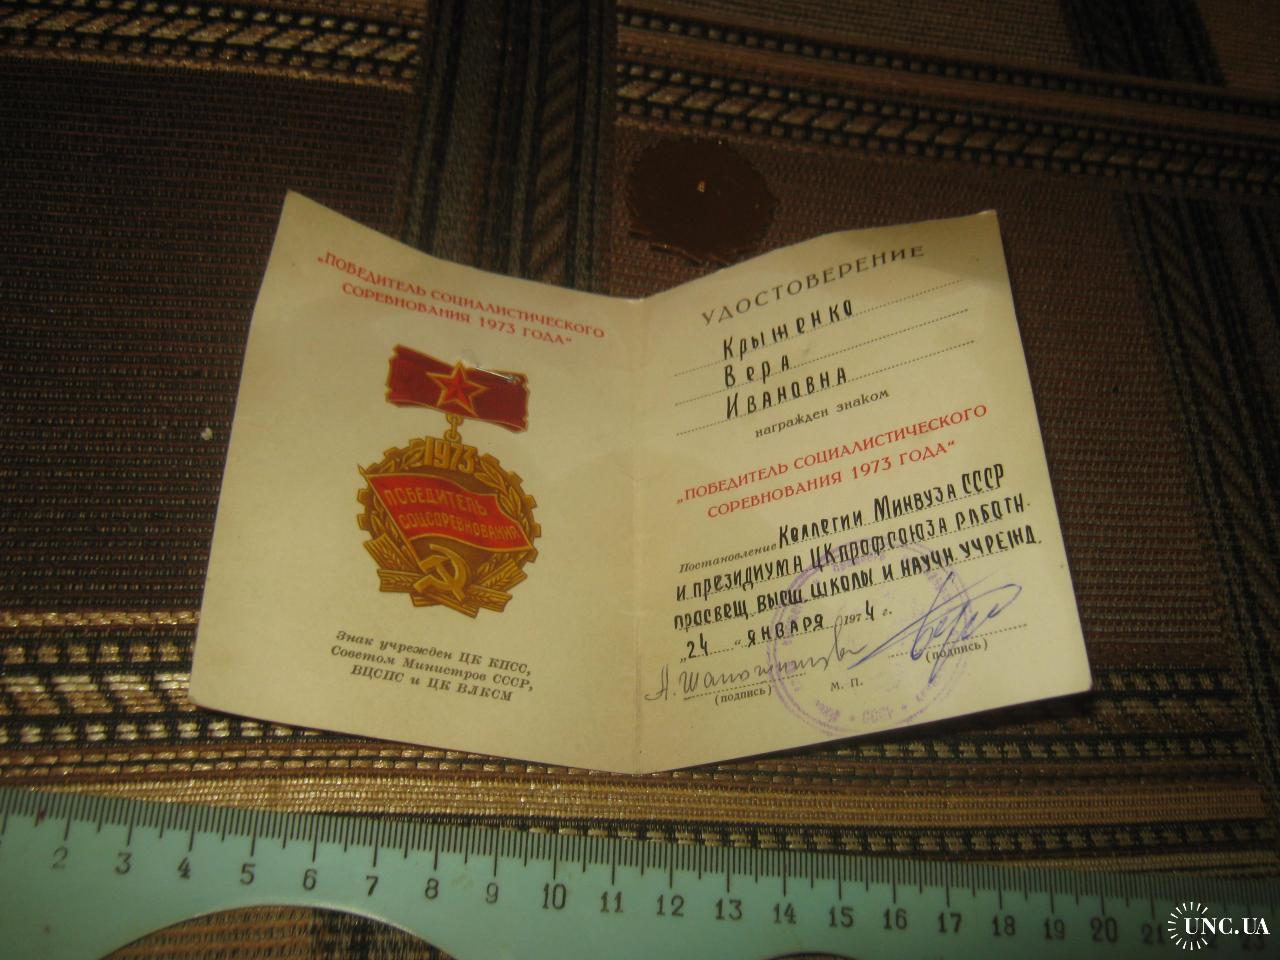 „ПОБЕДИТЕЛЬ СОЦИАЛИСТИЧЕСКОГО
СОРЕВНОВАНИЯ 1973 ГОДА“
1973
ПОБЕДИТЕЛЬ
СОЦСОРЕВНОВАНИЯ
Знак учрежден ЦК КПСС,
Советом Министров СССР,
ВЦСПС и ЦК ВЛКСМ
УДОСТОВЕРЕНИЕ
Крыженко
Вера
Ивановна
награжден знаком
„ПОБЕДИТЕЛЬ СОЦИАЛИСТИЧЕСКОГО
СОРЕВНОВАНИЯ 1973 ГОДА“
Постановление Коллегии Минвуза СССР
и президиума ЦК профсоюза работн.
просвещ. высш. школы и научн. учрежд.
„24“ января 1974 г.
(подпись)
М. П.
(подпись)
СССР
2 3 4 5 6 7 8 9 10 11 12 13 14 15 16 17 18 19 20 21 23
UNC.UA